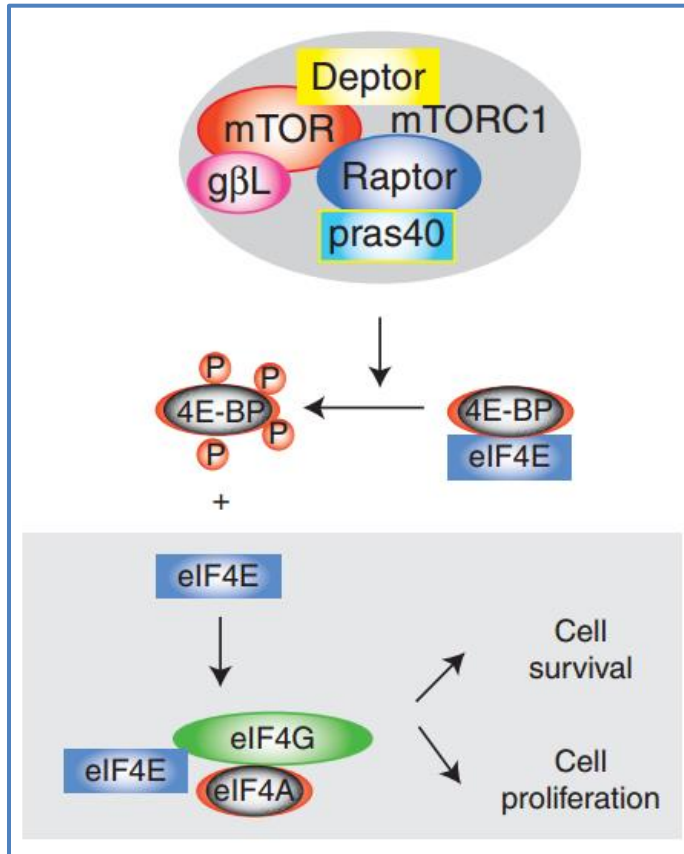 Deptor
mTOR
mTORC1
gβL
Raptor
pras40
P
P
4E-BP
P
P
4E-BP
eIF4E
+
eIF4E
Cell
survival
eIF4G
eIF4E
eIF4A
Cell
proliferation